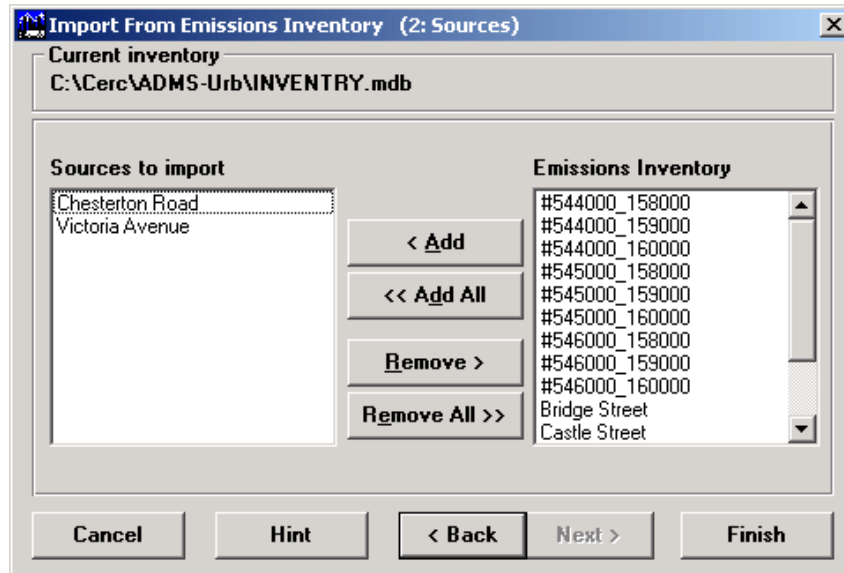 Import From Emissions Inventory (2: Sources)
Current inventory
C:\Cerc\ADMS-Urb\INVENTRY.mdb
Sources to import
Chesterton Road
Victoria Avenue
< Add
<< Add All
Remove >
Remove All >>
Emissions Inventory
#544000_158000
#544000_159000
#544000_160000
#545000_158000
#545000_159000
#545000_160000
#546000_158000
#546000_159000
#546000_160000
Bridge Street
Castle Street
Cancel
Hint
< Back
Next >
Finish